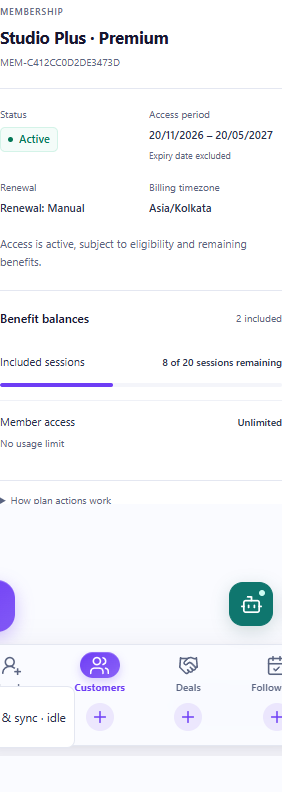 MEMBERSHIP
Studio Plus · Premium
MEM-C412CC0D2DE3473D
Status
Active
Access period
20/11/2026 – 20/05/2027
Expiry date excluded
Renewal
Renewal: Manual
Billing timezone
Asia/Kolkata
Access is active, subject to eligibility and remaining
benefits.
Benefit balances
2 included
Included sessions
8 of 20 sessions remaining
Member access
Unlimited
No usage limit
How plan actions work
Customers
Deals
Follow
& sync · idle